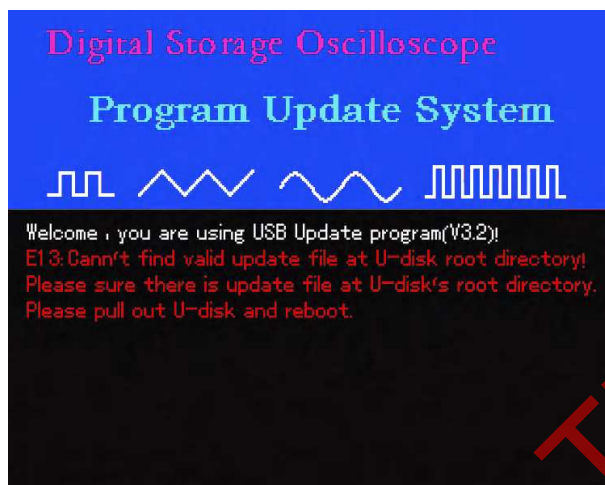 Digital Storage Oscilloscope
Program Update System
Welcome , you are using USB Update program(V3.2)!
E13:Cann't find valid update file at U-disk root directory!
Please sure there is update file at U-disk's root directory.
Please pull out U-disk and reboot.